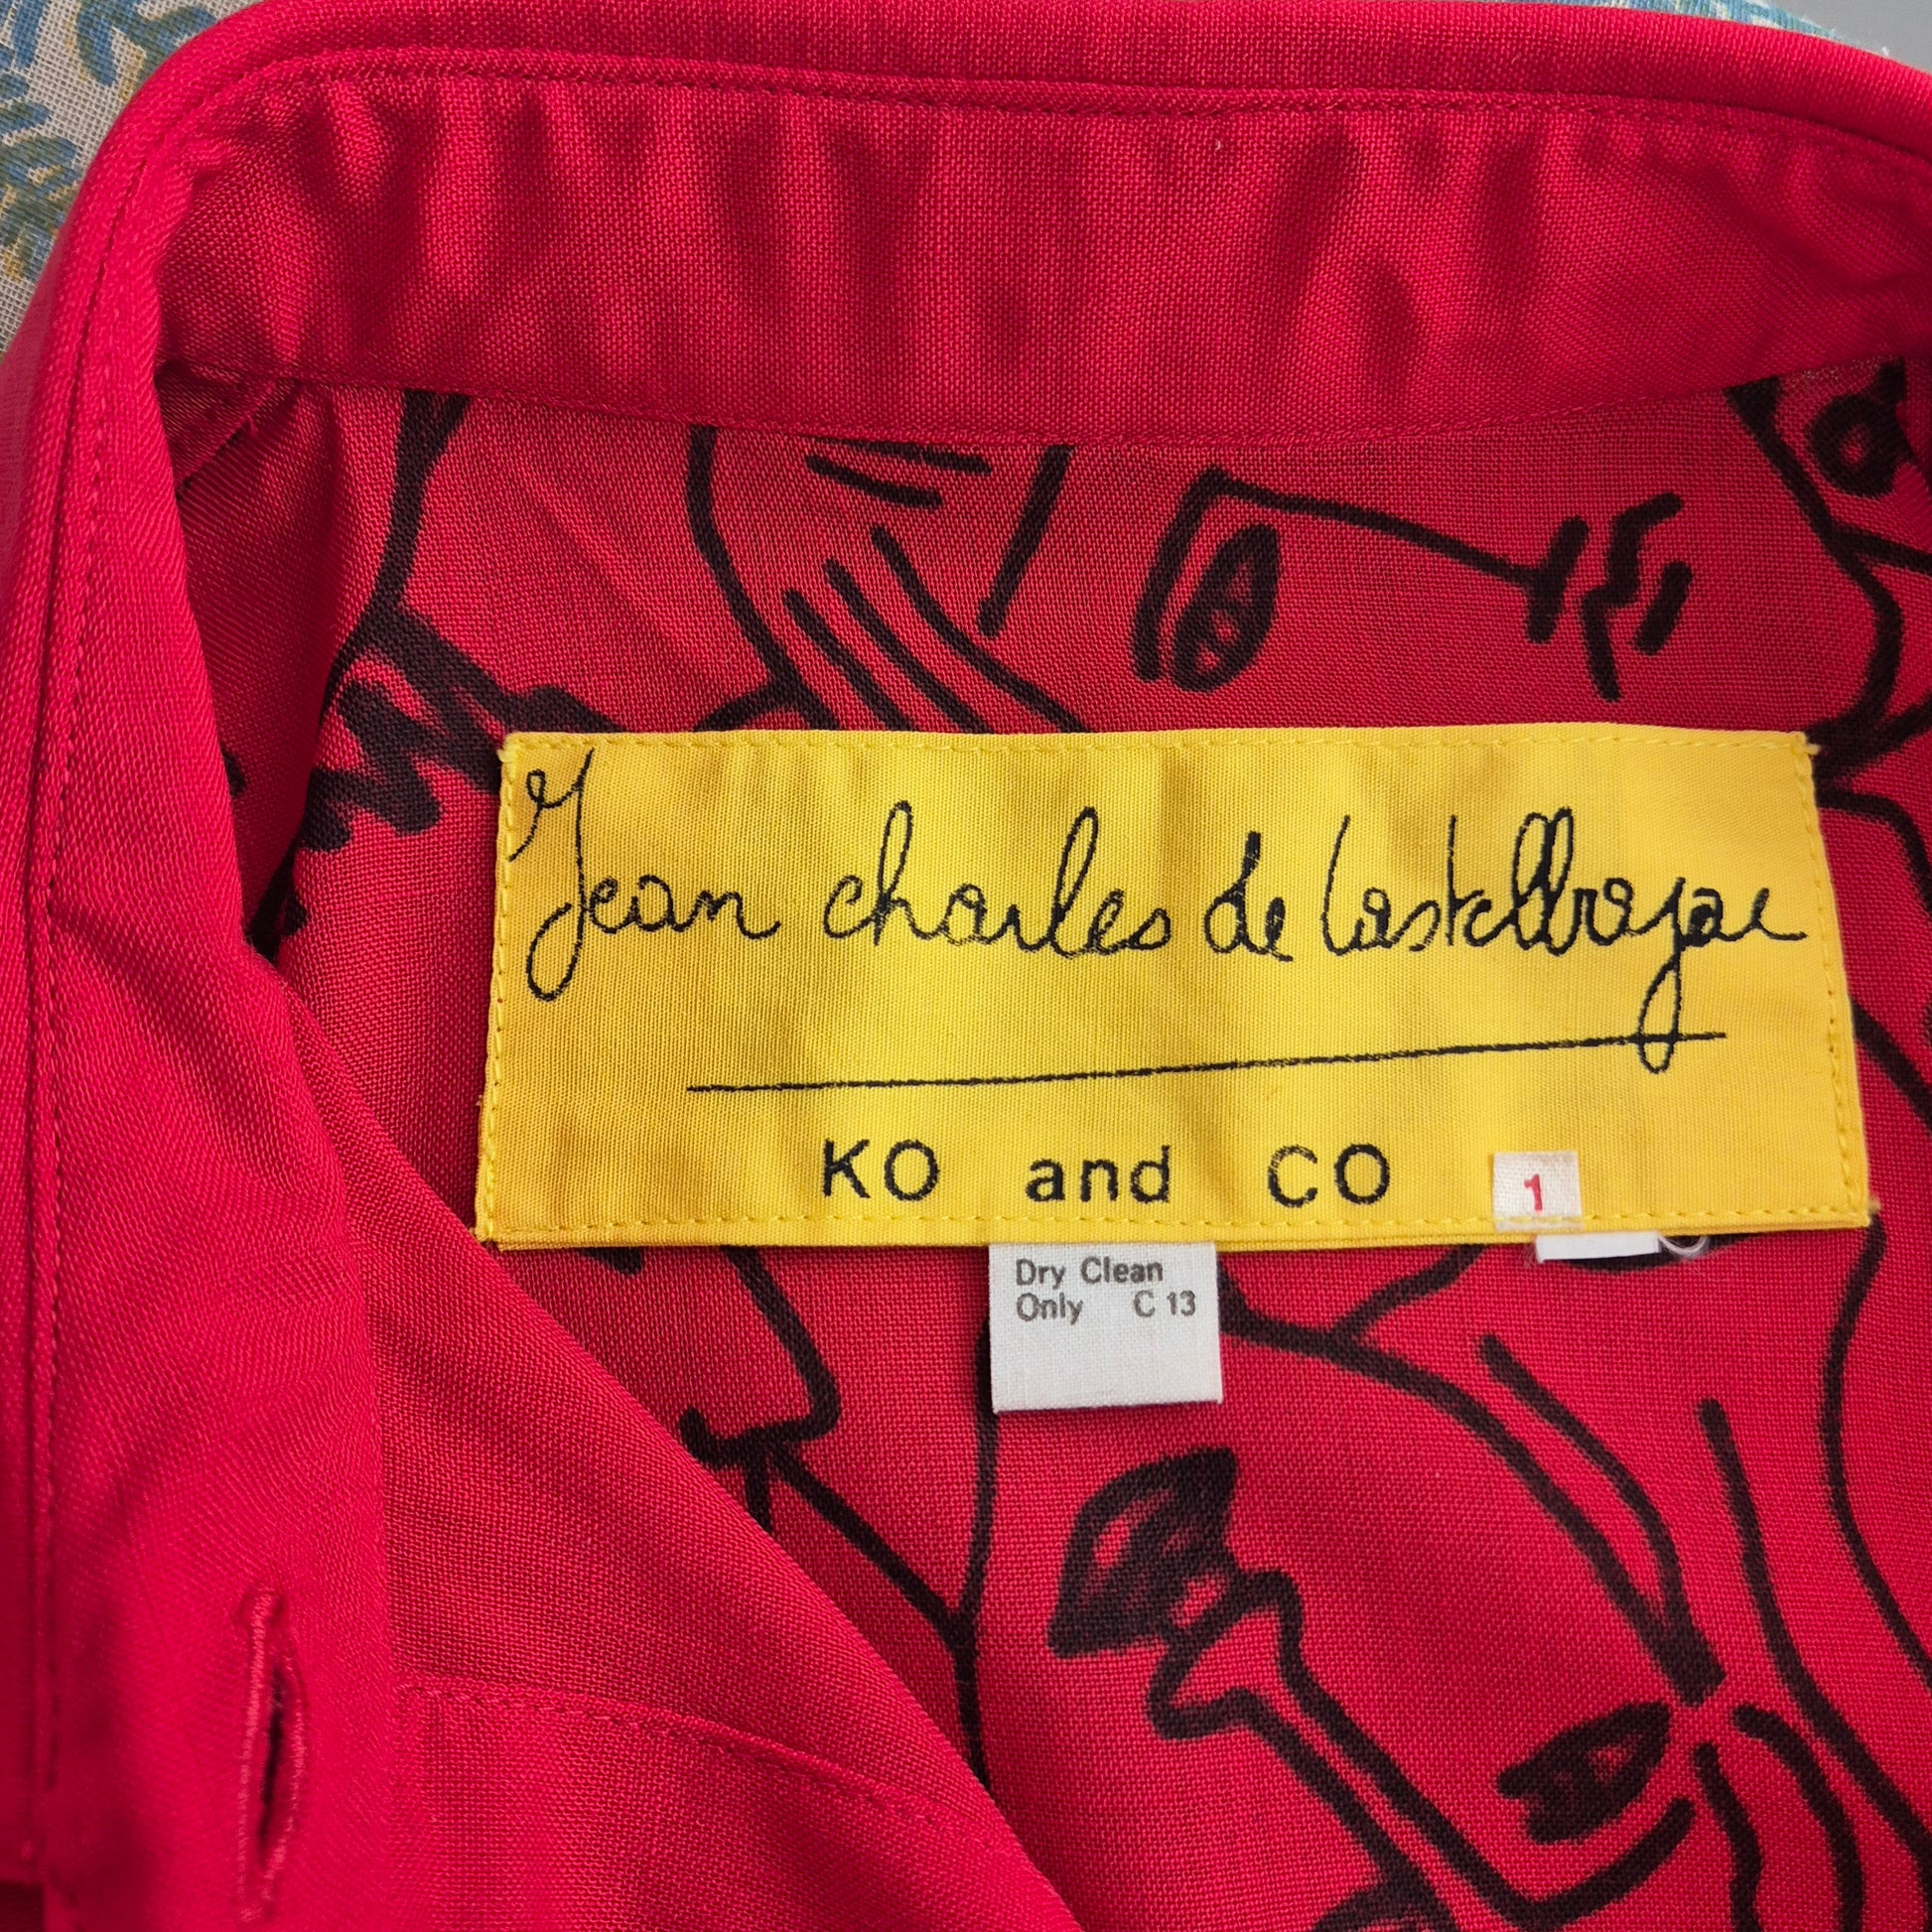 Jean charles de Castelbajac
KO and CO
1
Dry Clean
Only C 13